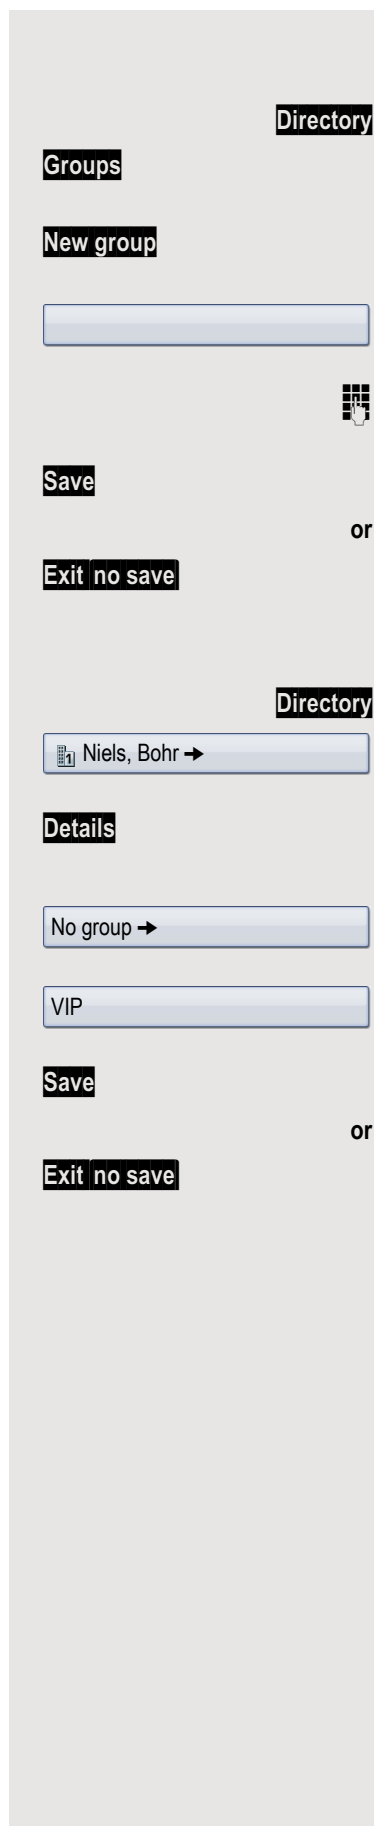 Directory
Groups
New group
Save
or
Exit (no save)
Directory
1 Niels, Bohr →
Details
No group →
VIP
Save
or
Exit (no save)